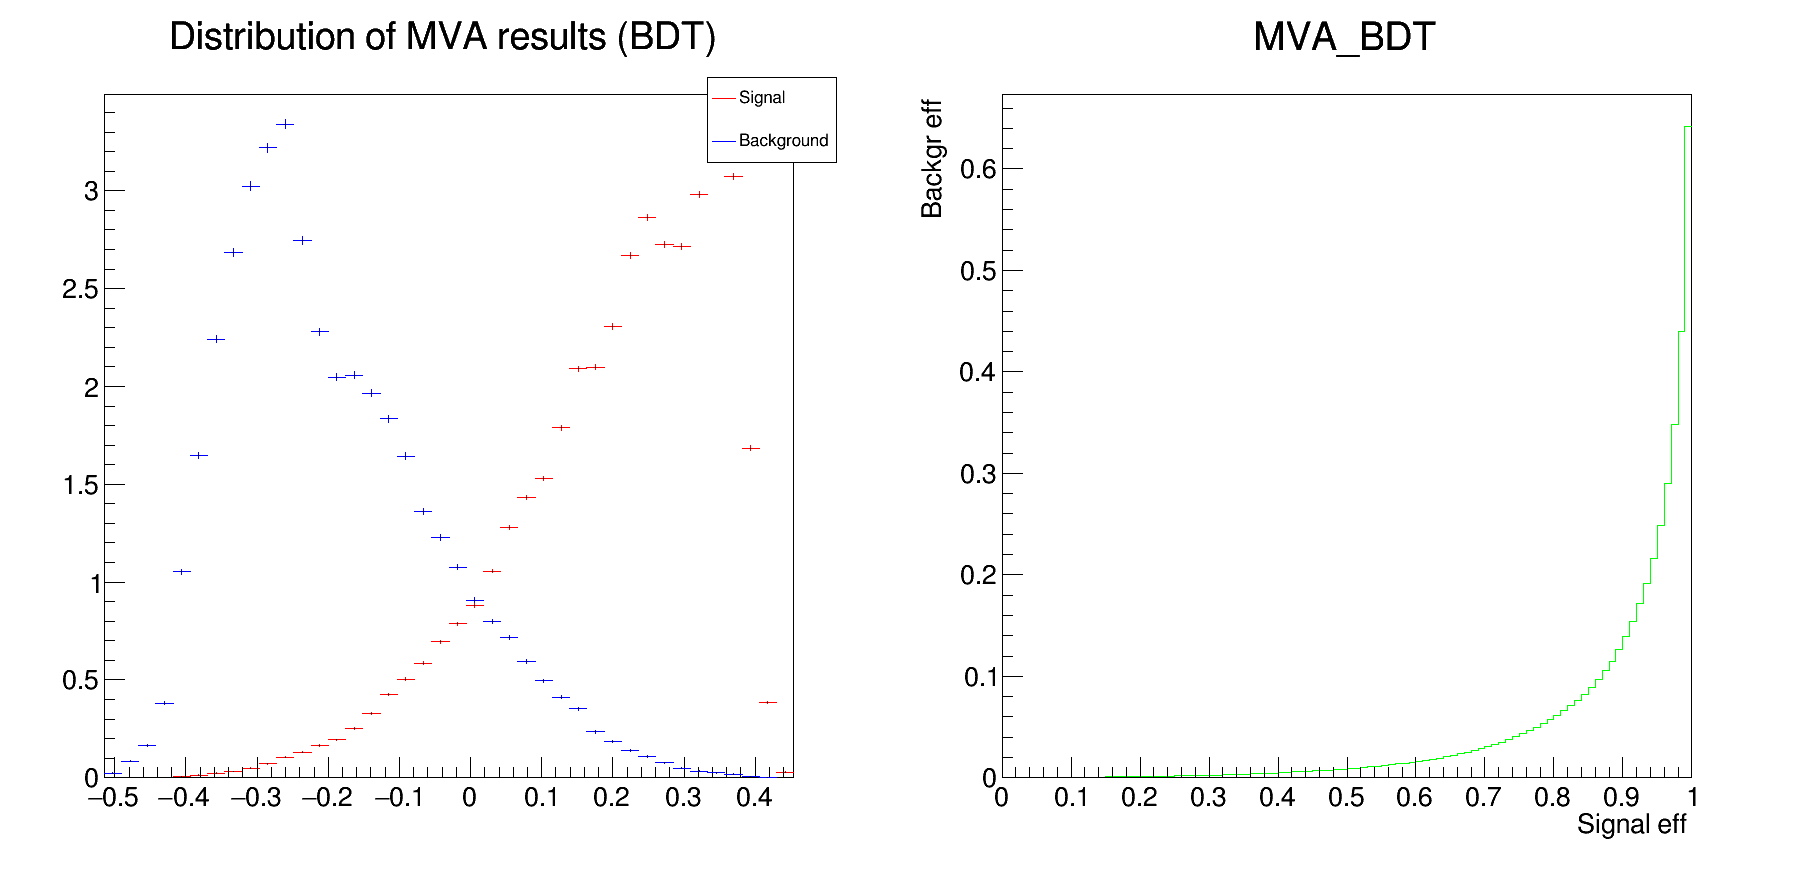 Distribution of MVA results (BDT)
Signal
Background
3
2.5
2
1.5
1
0.5
0
−0.5 −0.4 −0.3 −0.2 −0.1 0 0.1 0.2 0.3 0.4
MVA_BDT
Backgr eff
0.6
0.5
0.4
0.3
0.2
0.1
0
0 0.1 0.2 0.3 0.4 0.5 0.6 0.7 0.8 0.9 1
Signal eff